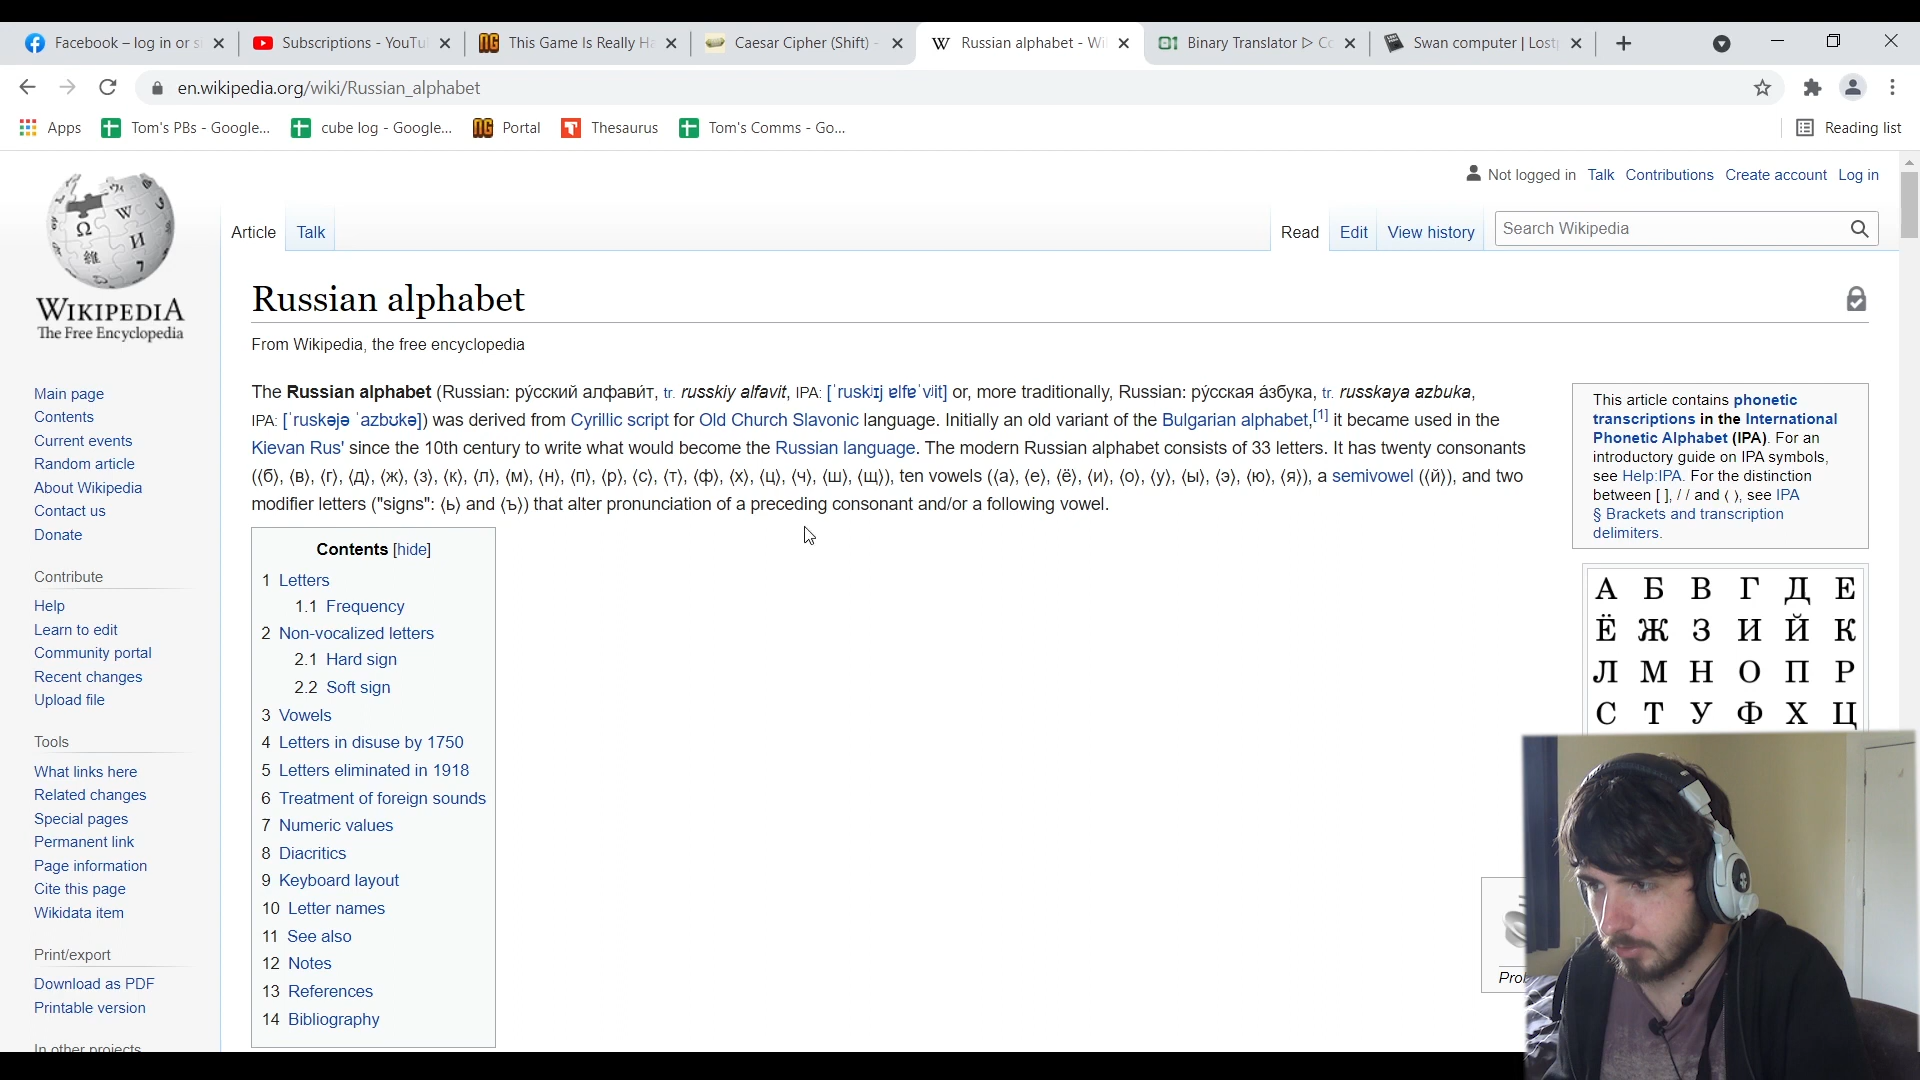 Facebook – log in or s
Subscriptions - YouTu
This Game Is Really Ha
Caesar Cipher (Shift) -
Russian alphabet - Wi
Binary Translator ▷ Co
Swan computer | Lostp
en.wikipedia.org/wiki/Russian_alphabet
Apps
Tom's PBs - Google...
cube log - Google...
Portal
Thesaurus
Tom's Comms - Go...
Reading list
Not logged in Talk Contributions Create account Log in
Article Talk
Read Edit View history
Search Wikipedia
WIKIPEDIA
The Free Encyclopedia
Main page
Contents
Current events
Random article
About Wikipedia
Contact us
Donate
Contribute
Help
Learn to edit
Community portal
Recent changes
Upload file
Tools
What links here
Related changes
Special pages
Permanent link
Page information
Cite this page
Wikidata item
Print/export
Download as PDF
Printable version
In other projects
Russian alphabet
From Wikipedia, the free encyclopedia
The Russian alphabet (Russian: ру́сский алфави́т, tr. russkiy alfavit, IPA: [ˈruskʲɪj ɐlfɐˈvʲit] or, more traditionally, Russian: ру́сская а́збука, tr. russkaya azbuka,
IPA: [ˈruskəjə ˈazbʊkə]) was derived from Cyrillic script for Old Church Slavonic language. Initially an old variant of the Bulgarian alphabet,[1] it became used in the
Kievan Rus' since the 10th century to write what would become the Russian language. The modern Russian alphabet consists of 33 letters. It has twenty consonants
(⟨б⟩, ⟨в⟩, ⟨г⟩, ⟨д⟩, ⟨ж⟩, ⟨з⟩, ⟨к⟩, ⟨л⟩, ⟨м⟩, ⟨н⟩, ⟨п⟩, ⟨р⟩, ⟨с⟩, ⟨т⟩, ⟨ф⟩, ⟨х⟩, ⟨ц⟩, ⟨ч⟩, ⟨ш⟩, ⟨щ⟩), ten vowels (⟨а⟩, ⟨е⟩, ⟨ё⟩, ⟨и⟩, ⟨о⟩, ⟨у⟩, ⟨ы⟩, ⟨э⟩, ⟨ю⟩, ⟨я⟩), a semivowel (⟨й⟩), and two
modifier letters ("signs": ⟨ь⟩ and ⟨ъ⟩) that alter pronunciation of a preceding consonant and/or a following vowel.
Contents [hide]
1 Letters
1.1 Frequency
2 Non-vocalized letters
2.1 Hard sign
2.2 Soft sign
3 Vowels
4 Letters in disuse by 1750
5 Letters eliminated in 1918
6 Treatment of foreign sounds
7 Numeric values
8 Diacritics
9 Keyboard layout
10 Letter names
11 See also
12 Notes
13 References
14 Bibliography
This article contains phonetic
transcriptions in the International
Phonetic Alphabet (IPA). For an
introductory guide on IPA symbols,
see Help:IPA. For the distinction
between [ ], / / and ⟨ ⟩, see IPA
§ Brackets and transcription
delimiters.
А Б В Г Д Е
Ё Ж З И Й К
Л М Н О П Р
С Т У Ф Х Ц